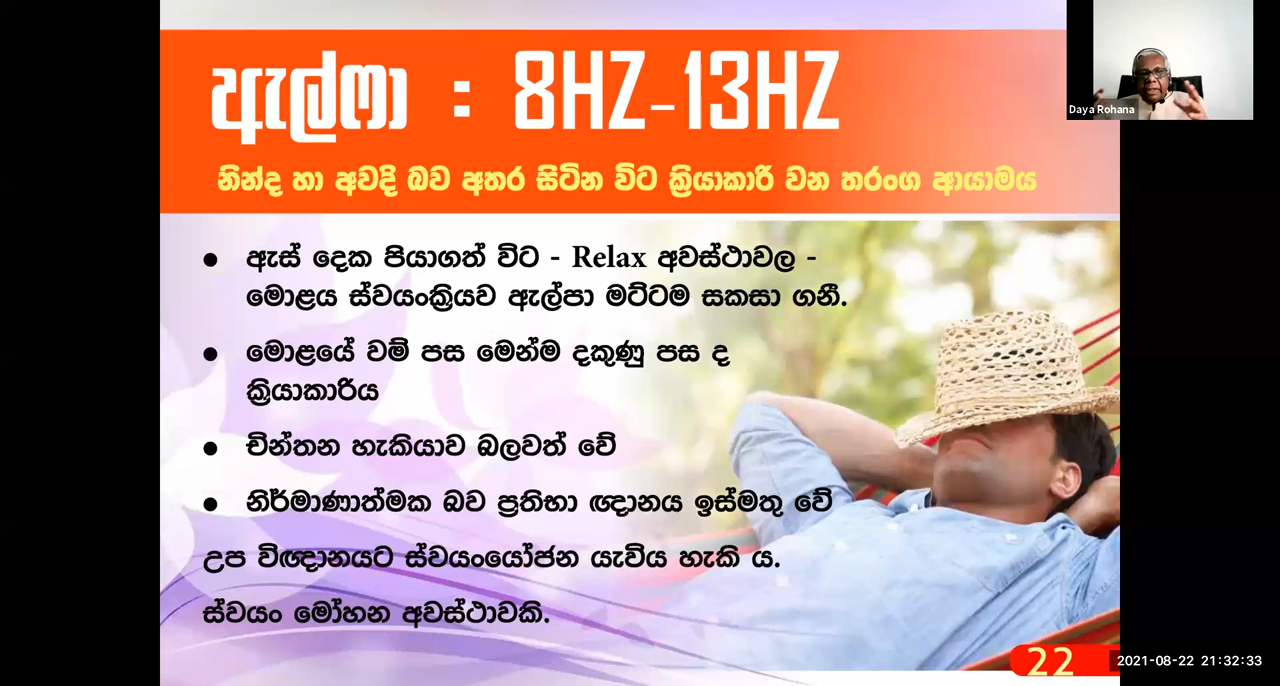 ඇල්ෆා : 8HZ-13HZ
Daya Rohana
නින්ද හා අවදි බව අතර සිටින විට ක්‍රියාකාරී වන තරංග ආයාමය
● ඇස් දෙක පියාගත් විට - Relax අවස්ථාවල -
මොළය ස්වයංක්‍රියව ඇල්පා මට්ටම සකසා ගනී.
● මොළයේ වම් පස මෙන්ම දකුණු පස ද
ක්‍රියාකාරිය
● චින්තන හැකියාව බලවත් වේ
● නිර්මාණාත්මක බව ප්‍රතිභා ඥානය ඉස්මතු වේ
උප විඥානයට ස්වයංයෝජන යැවිය හැකි ය.
ස්වයං මෝහන අවස්ථාවකි.
22
2021-08-22 21:32:33